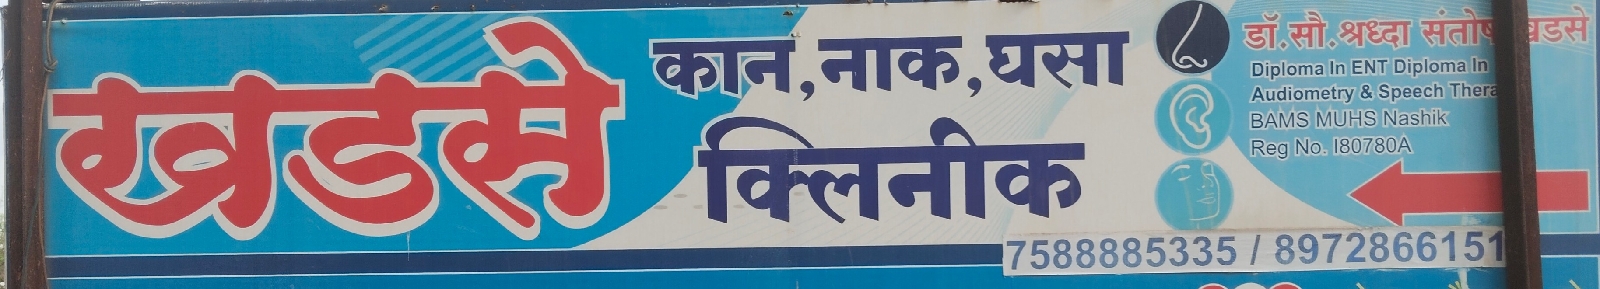 खडसे
कान, नाक, घसा
क्लिनीक
डॉ.सौ.श्रध्दा
Diploma In ENT Diploma In
Audiometry & Speech
BAMS MUHS Nashik
Reg No. I80780A
7588885335 / 8972866151